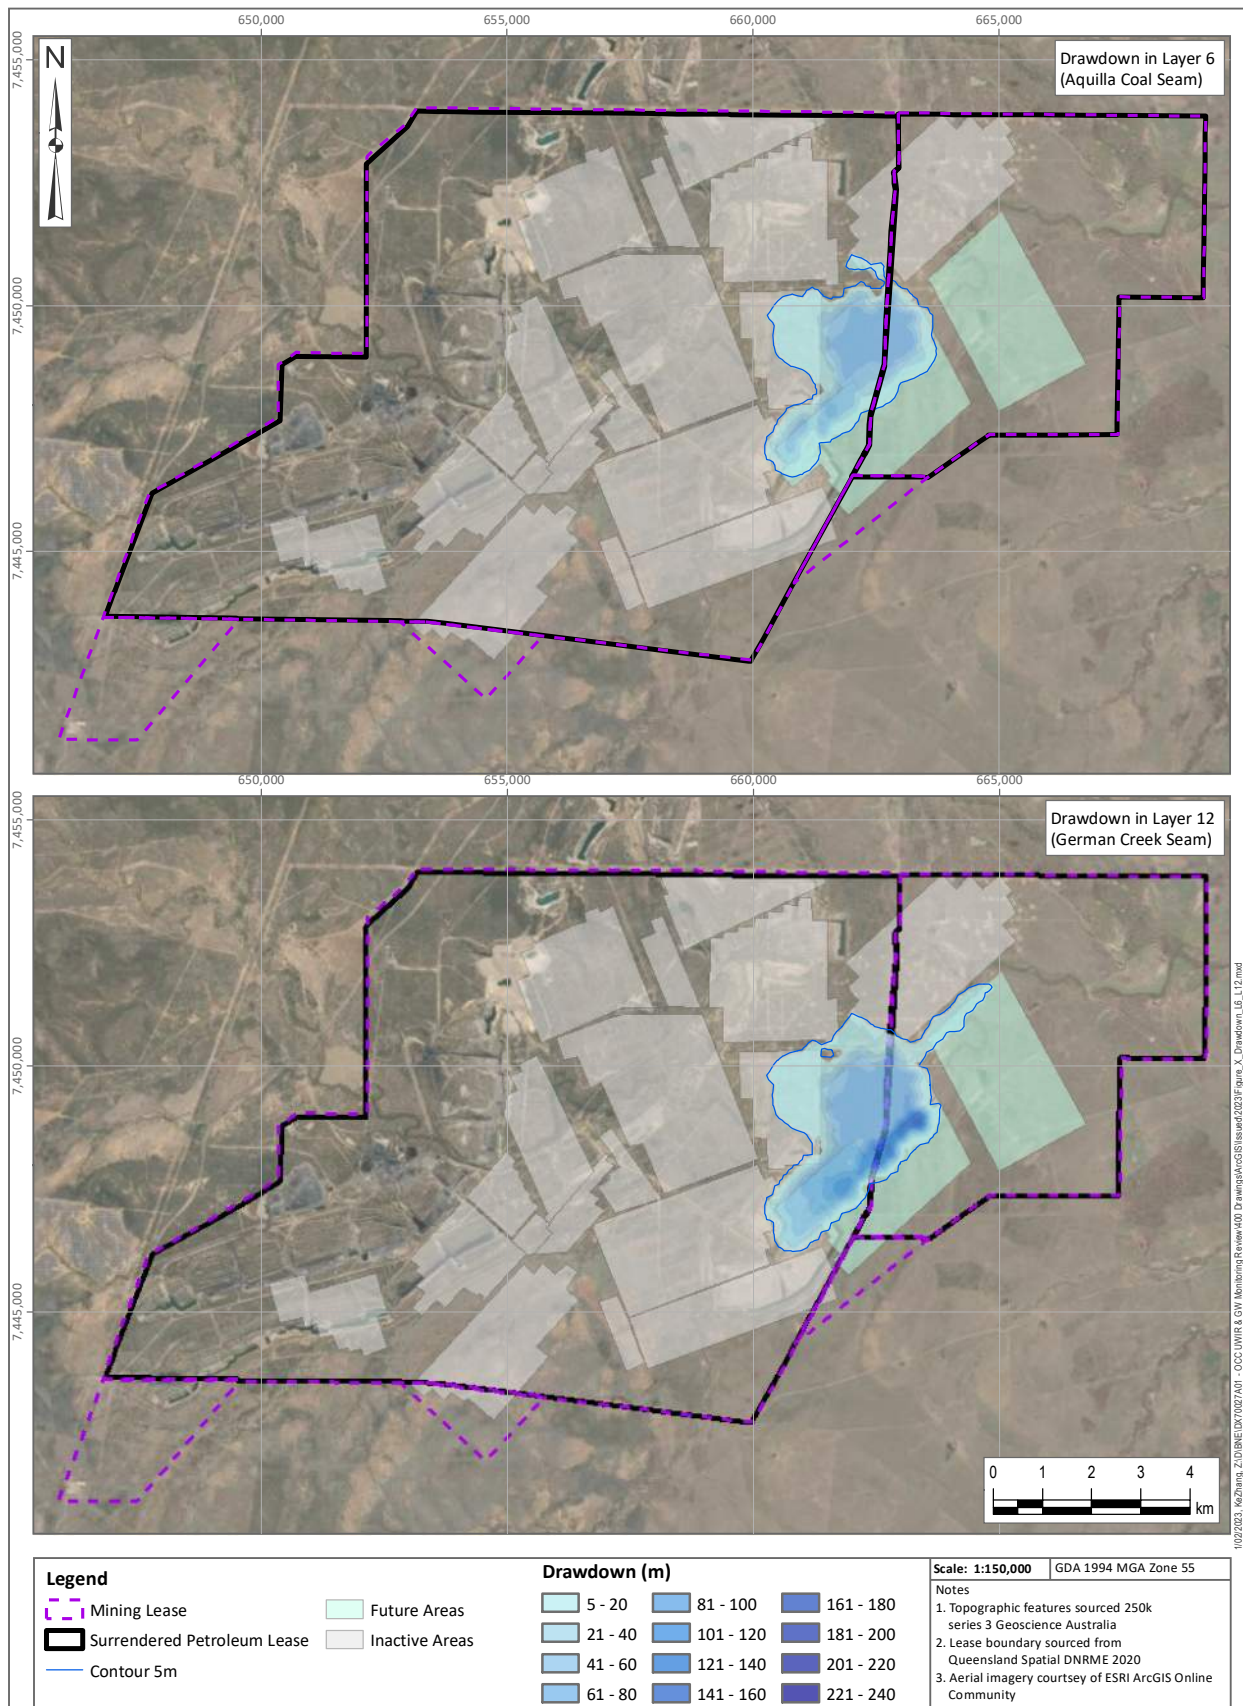 650,000
655,000
660,000
665,000
7,455,000
7,450,000
7,445,000
N
Drawdown in Layer 6
(Aquilla Coal Seam)
650,000
655,000
660,000
665,000
7,455,000
7,450,000
7,445,000
Drawdown in Layer 12
(German Creek Seam)
0 1 2 3 4
km
Legend
Mining Lease
Surrendered Petroleum Lease
Contour 5m
Future Areas
Inactive Areas
Drawdown (m)
5 - 20
21 - 40
41 - 60
61 - 80
81 - 100
101 - 120
121 - 140
141 - 160
161 - 180
181 - 200
201 - 220
221 - 240
Scale: 1:150,000
GDA 1994 MGA Zone 55
Notes
1. Topographic features sourced 250k
series 3 Geoscience Australia
2. Lease boundary sourced from
Queensland Spatial DNRME 2020
3. Aerial imagery courtsey of ESRI ArcGIS Online
Community